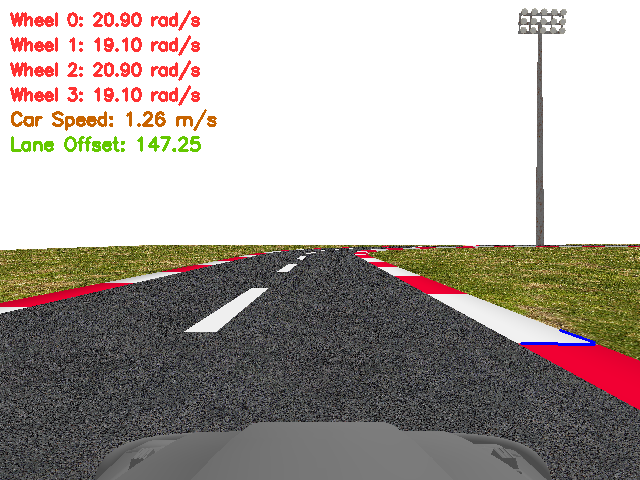 Wheel 0: 20.90 rad/s
Wheel 1: 19.10 rad/s
Wheel 2: 20.90 rad/s
Wheel 3: 19.10 rad/s
Car Speed: 1.26 m/s
Lane Offset: 147.25